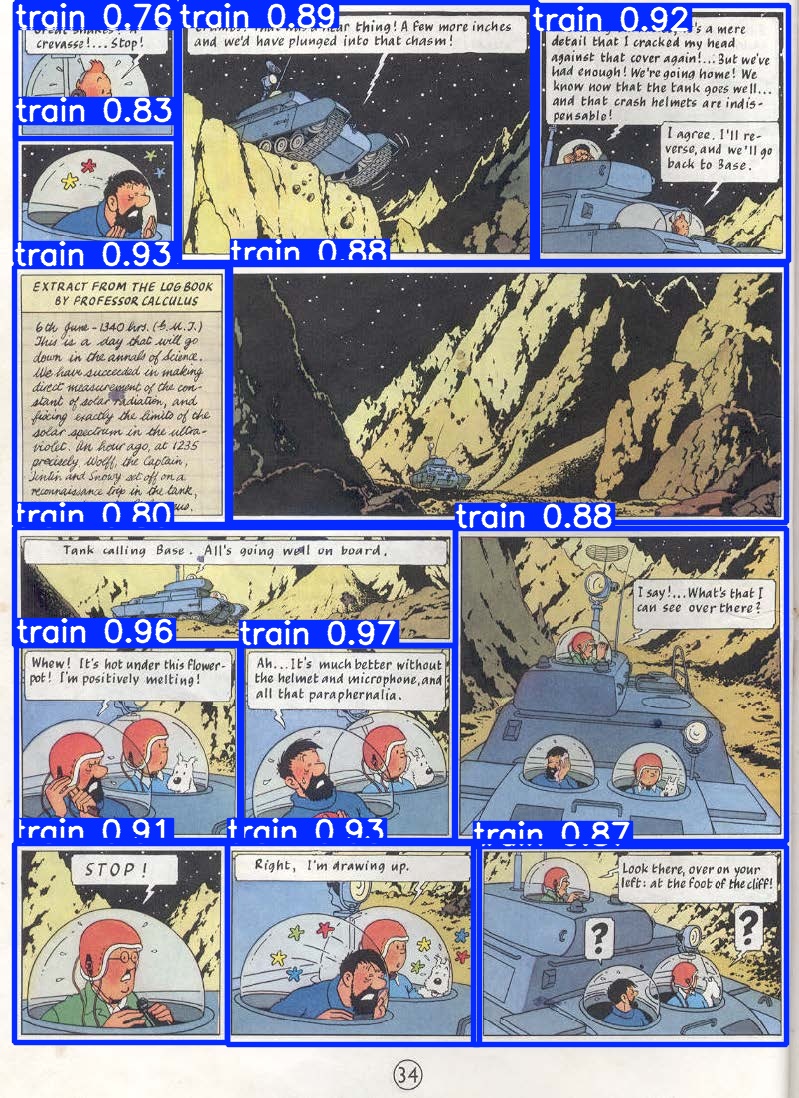 train 0.76
train 0.89
train 0.92
crevasse!... Stop!
thing! A few more inches
and we'd have plunged into that chasm!
a mere
detail that I cracked my head
against that cover again!... But we've
had enough! We're going home! We
know now that the tank goes well...
and that crash helmets are indis-
pensable!
I agree. I'll re-
verse, and we'll go
back to Base.
train 0.83
train 0.93
train 0.88
EXTRACT FROM THE LOG BOOK
BY PROFESSOR CALCULUS
6th June - 1340 hrs. (G.M.T.)
This is a day that will go
down in the annals of Science.
We have succeeded in making
direct measurement of the con-
stant of solar radiation, and
fixing exactly the limits of the
solar spectrum in the ultra-
violet. An hour ago, at 1235
precisely, Wolff, the Captain,
Tintin and Snowy set off on a
reconnaissance trip in the tank,
train 0.80
train 0.88
Tank calling Base. All's going well on board.
I say!... What's that I
can see over there?
train 0.96
train 0.97
Whew! It's hot under this flower-
pot! I'm positively melting!
Ah... It's much better without
the helmet and microphone, and
all that paraphernalia.
train 0.91
train 0.93
train 0.87
STOP!
Right, I'm drawing up.
Look there, over on your
left: at the foot of the cliff!
?
?
34